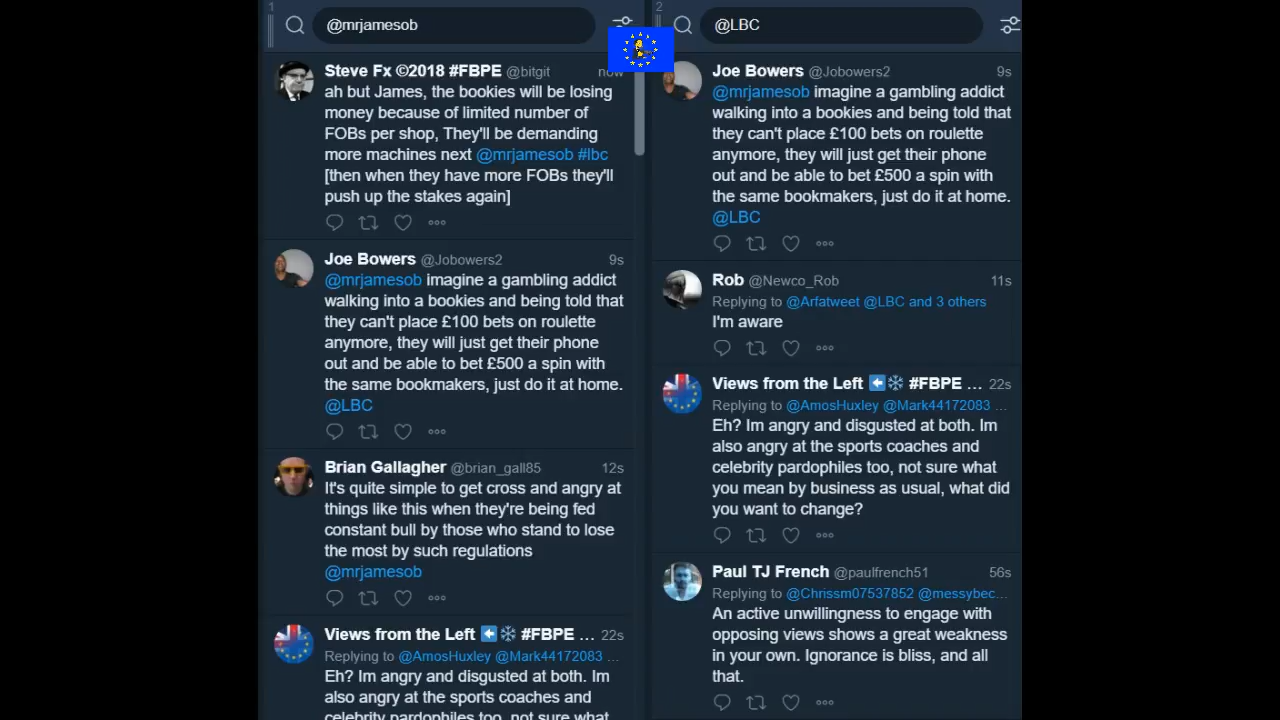 1
@mrjamesob
Steve Fx ©2018 #FBPE @bitgit now
ah but James, the bookies will be losing
money because of limited number of
FOBs per shop, They'll be demanding
more machines next @mrjamesob #lbc
[then when they have more FOBs they'll
push up the stakes again]
Joe Bowers @Jobowers2 9s
@mrjamesob imagine a gambling addict
walking into a bookies and being told that
they can't place £100 bets on roulette
anymore, they will just get their phone
out and be able to bet £500 a spin with
the same bookmakers, just do it at home.
@LBC
Brian Gallagher @brian_gall85 12s
It's quite simple to get cross and angry at
things like this when they're being fed
constant bull by those who stand to lose
the most by such regulations
@mrjamesob
Views from the Left ⬅️❄️ #FBPE ... 22s
Replying to @AmosHuxley @Mark44172083 ...
Eh? Im angry and disgusted at both. Im
also angry at the sports coaches and
celebrity pardophiles too, not sure what
2
@LBC
Joe Bowers @Jobowers2 9s
@mrjamesob imagine a gambling addict
walking into a bookies and being told that
they can't place £100 bets on roulette
anymore, they will just get their phone
out and be able to bet £500 a spin with
the same bookmakers, just do it at home.
@LBC
Rob @Newco_Rob 11s
Replying to @Arfatweet @LBC and 3 others
I'm aware
Views from the Left ⬅️❄️ #FBPE ... 22s
Replying to @AmosHuxley @Mark44172083 ...
Eh? Im angry and disgusted at both. Im
also angry at the sports coaches and
celebrity pardophiles too, not sure what
you mean by business as usual, what did
you want to change?
Paul TJ French @paulfrench51 56s
Replying to @Chrissm07537852 @messybec...
An active unwillingness to engage with
opposing views shows a great weakness
in your own. Ignorance is bliss, and all
that.